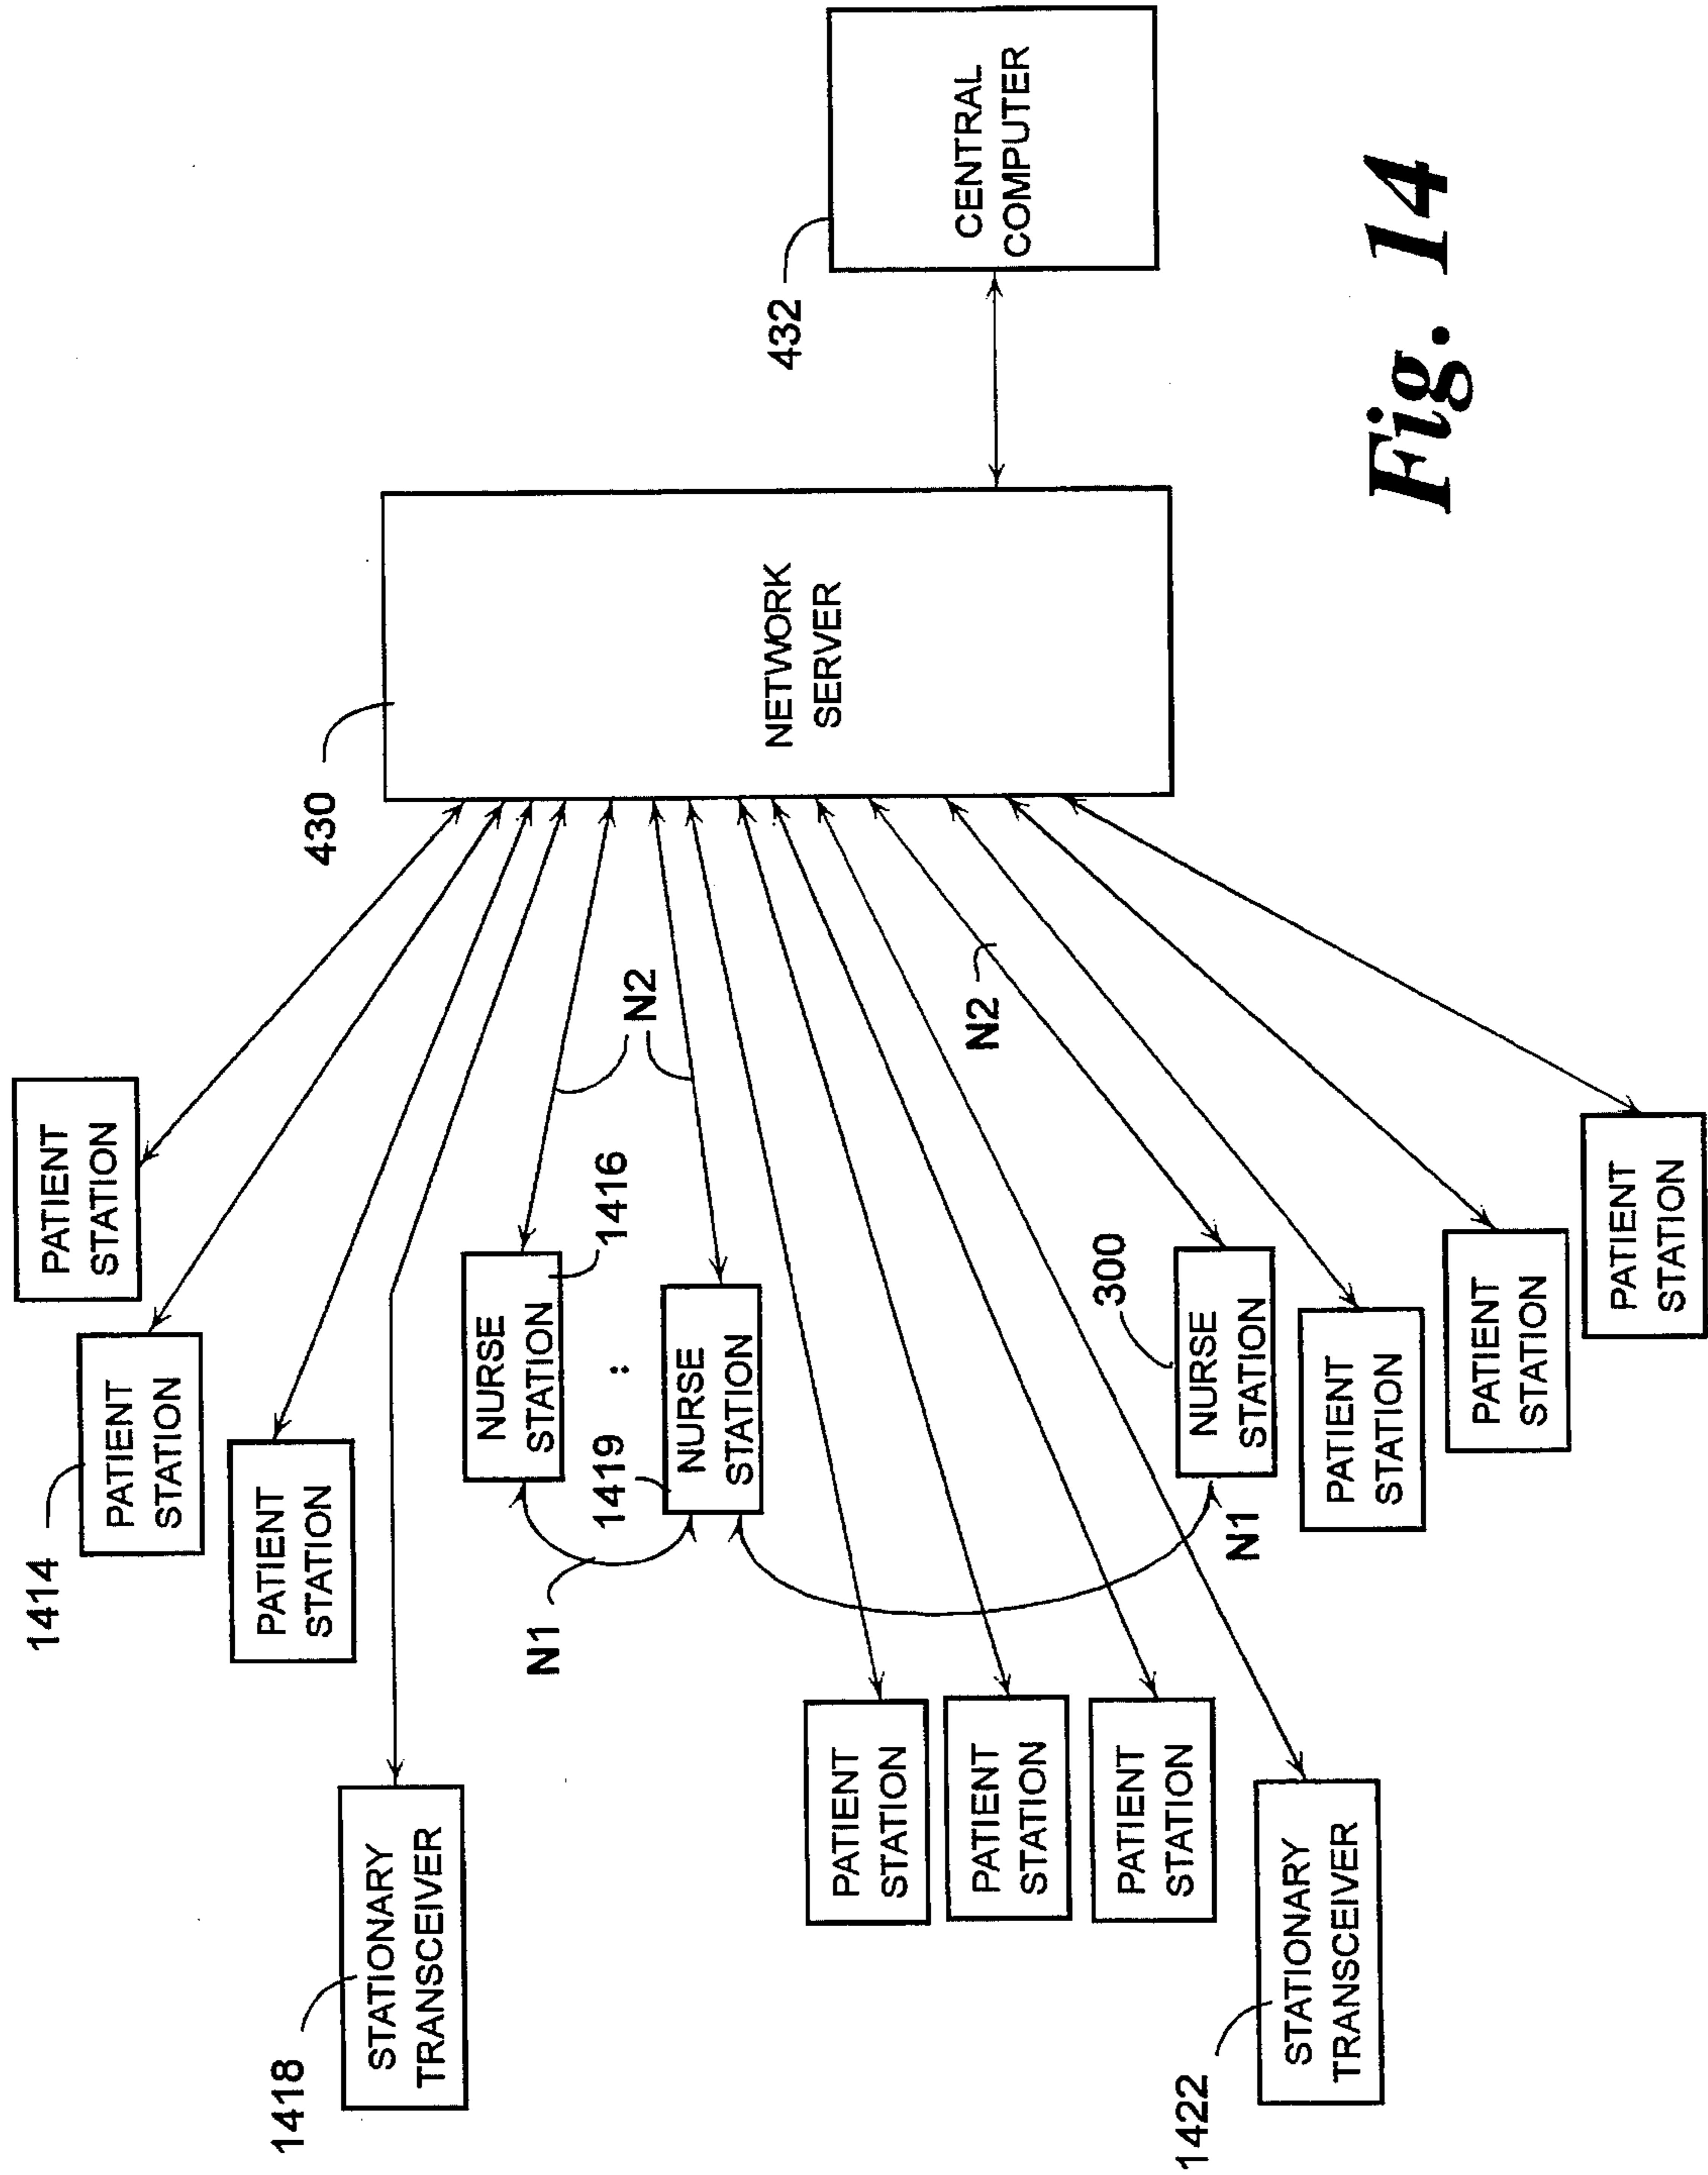 1414
PATIENT
STATION
PATIENT
STATION
PATIENT
STATION
1418
STATIONARY
TRANSCEIVER
430
NURSE
STATION
1416
N1
1419
:
N2
NURSE
STATION
NETWORK
SERVER
432
CENTRAL
COMPUTER
PATIENT
STATION
PATIENT
STATION
PATIENT
STATION
N2
300
NURSE
STATION
N1
1422
STATIONARY
TRANSCEIVER
PATIENT
STATION
PATIENT
STATION
PATIENT
STATION
Fig. 14